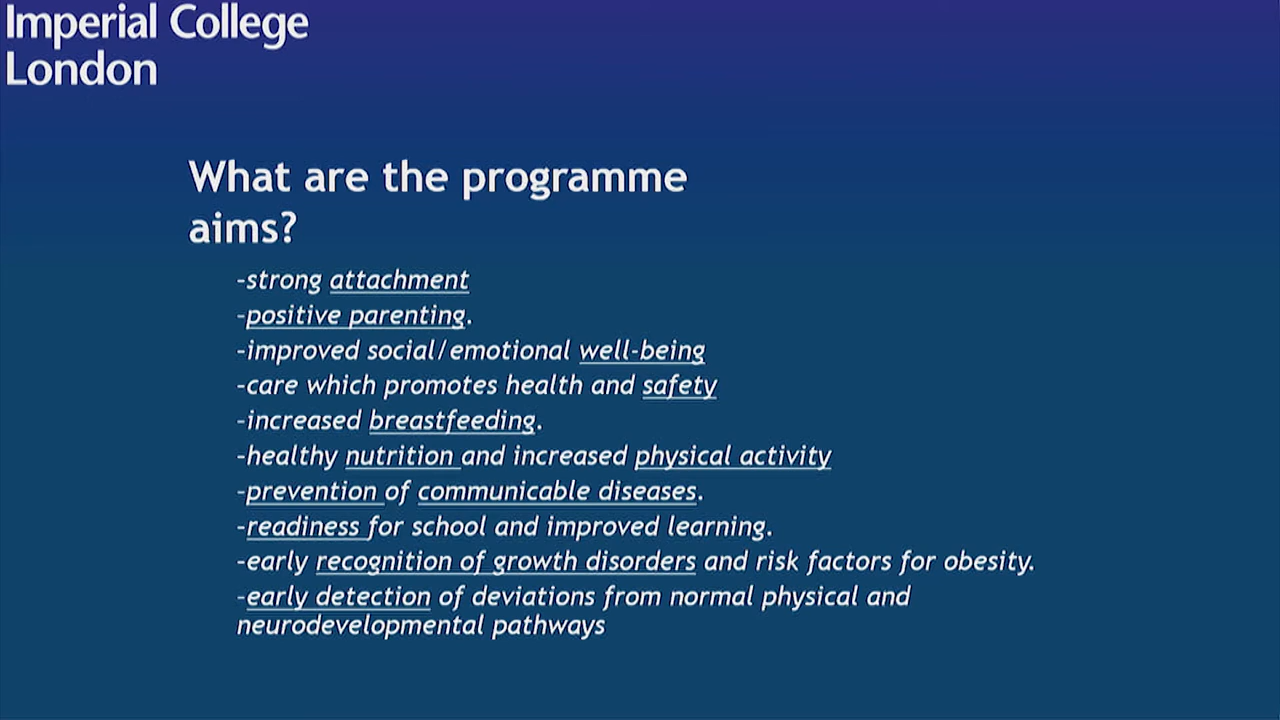 Imperial College
London
What are the programme
aims?
-strong attachment
-positive parenting.
-improved social/emotional well-being
-care which promotes health and safety
-increased breastfeeding.
-healthy nutrition and increased physical activity
-prevention of communicable diseases.
-readiness for school and improved learning.
-early recognition of growth disorders and risk factors for obesity.
-early detection of deviations from normal physical and
neurodevelopmental pathways